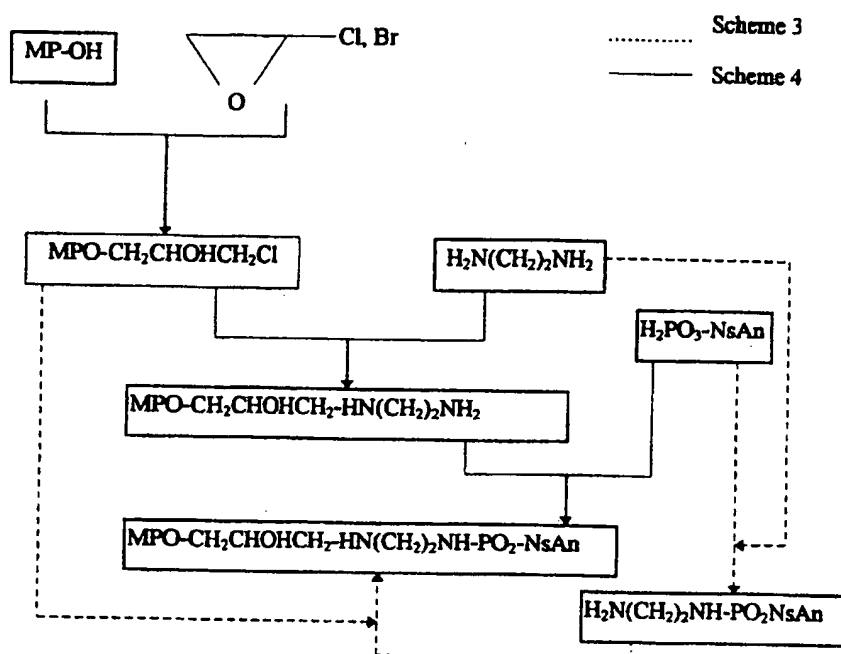 Scheme 3
MP-OH
Cl, Br
Scheme 4
O
MPO-CH₂CHOHCH₂Cl
H₂N(CH₂)₂NH₂
H₂PO₃-NsAn
MPO-CH₂CHOHCH₂-HN(CH₂)₂NH₂
MPO-CH₂CHOHCH₂-HN(CH₂)₂NH-PO₂-NsAn
H₂N(CH₂)₂NH-PO₂NsAn